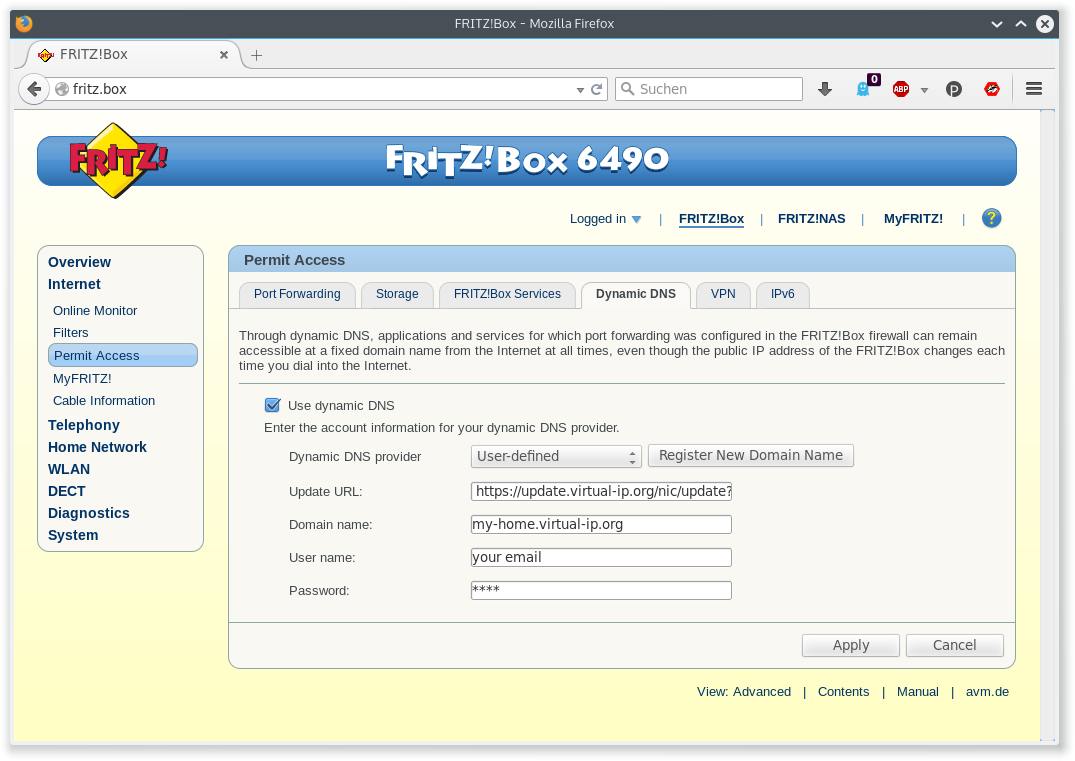 FRITZ!Box - Mozilla Firefox
FRITZ!Box
fritz.box
Suchen
0
ABP
P
FRITZ!
FRITZ!Box 6490
Logged in | FRITZ!Box | FRITZ!NAS | MyFRITZ! | ?
Overview
Internet
Online Monitor
Filters
Permit Access
MyFRITZ!
Cable Information
Telephony
Home Network
WLAN
DECT
Diagnostics
System
Permit Access
Port Forwarding Storage FRITZ!Box Services Dynamic DNS VPN IPv6
Through dynamic DNS, applications and services for which port forwarding was configured in the FRITZ!Box firewall can remain
accessible at a fixed domain name from the Internet at all times, even though the public IP address of the FRITZ!Box changes each
time you dial into the Internet.
Use dynamic DNS
Enter the account information for your dynamic DNS provider.
Dynamic DNS provider User-defined Register New Domain Name
Update URL: https://update.virtual-ip.org/nic/update?
Domain name: my-home.virtual-ip.org
User name: your email
Password: ****
Apply Cancel
View: Advanced | Contents | Manual | avm.de